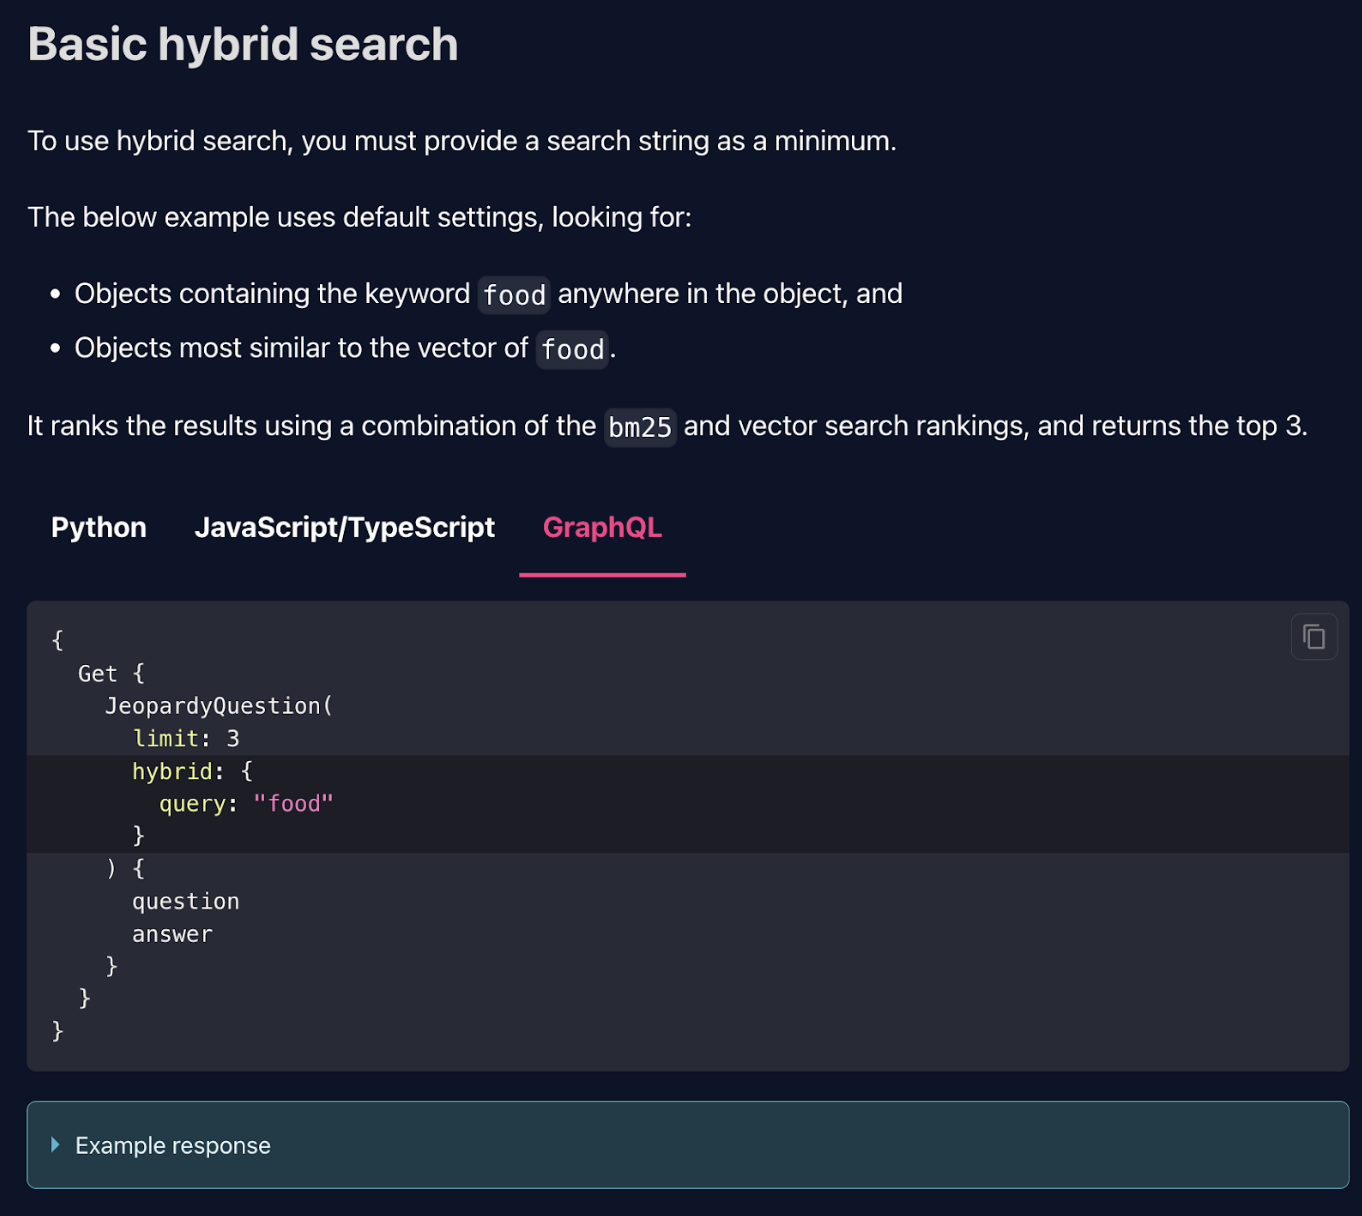 Basic hybrid search
To use hybrid search, you must provide a search string as a minimum.
The below example uses default settings, looking for:
• Objects containing the keyword food anywhere in the object, and
• Objects most similar to the vector of food.
It ranks the results using a combination of the bm25 and vector search rankings, and returns the top 3.
Python JavaScript/TypeScript GraphQL
{
  Get {
    JeopardyQuestion(
      limit: 3
      hybrid: {
        query: "food"
      }
    ) {
      question
      answer
    }
  }
}
Example response